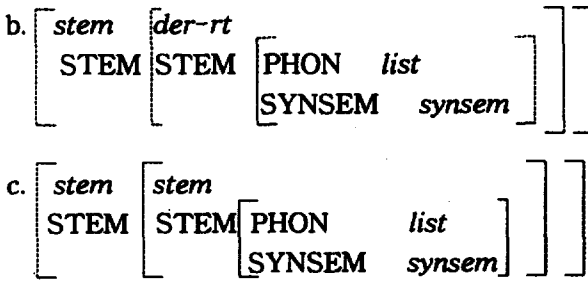 b. stem der-rt
STEM STEM PHON list
SYNSEM synsem
c. stem stem
STEM STEM PHON list
SYNSEM synsem